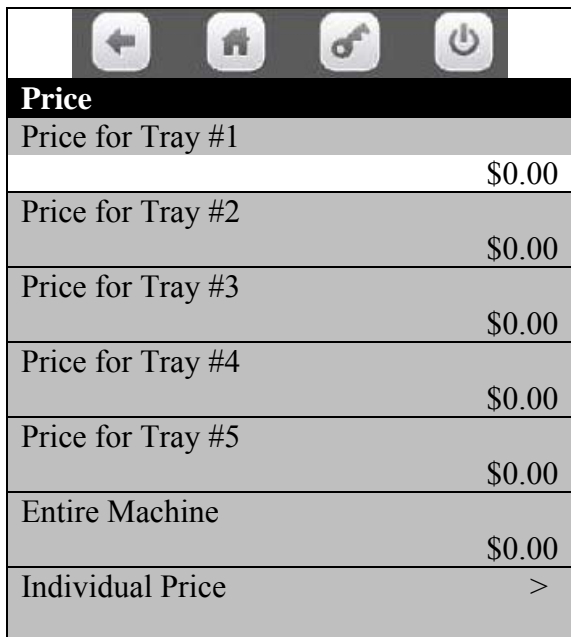 Price
Price for Tray #1
$0.00
Price for Tray #2
$0.00
Price for Tray #3
$0.00
Price for Tray #4
$0.00
Price for Tray #5
$0.00
Entire Machine
$0.00
Individual Price >